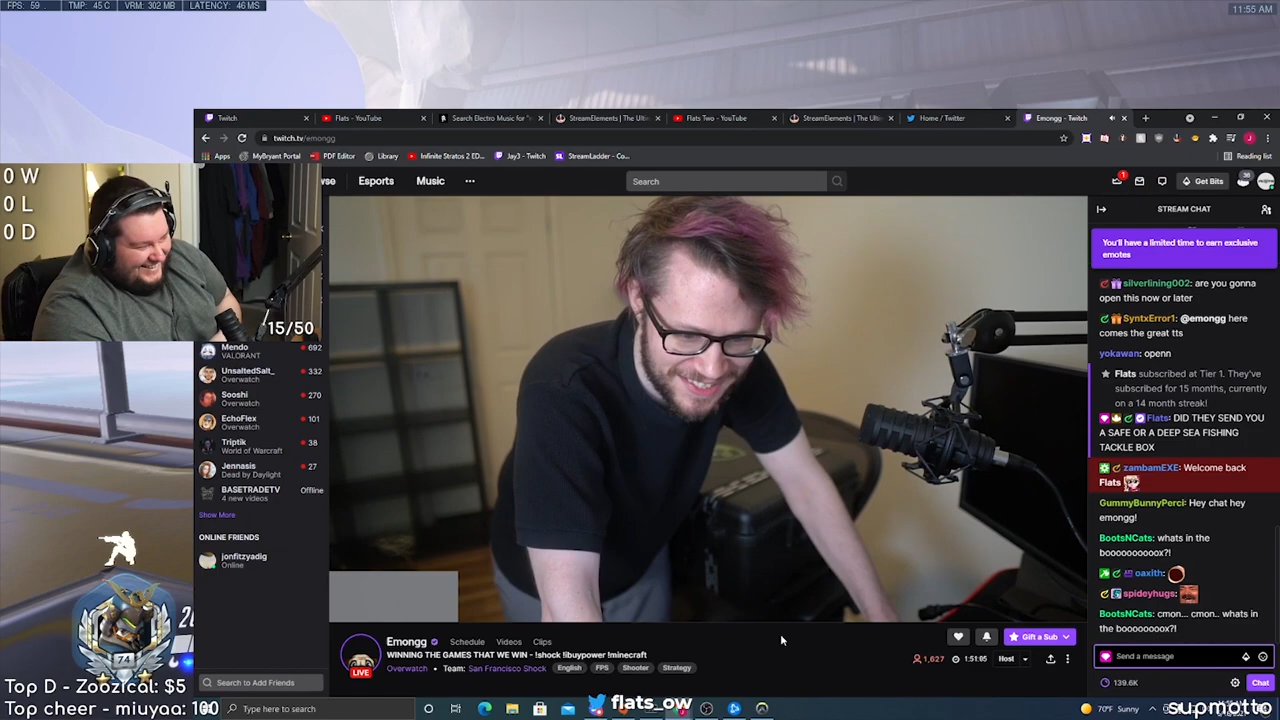 FPS: 59 TMP: 45 C VRM: 302 MB LATENCY: 46 MS
11:55 AM
Twitch
Flats - YouTube
Search Electro Music for "
StreamElements | The Ulti
Flats Two - YouTube
StreamElements | The Ultim
Home / Twitter
Emongg - Twitch
twitch.tv/emongg
Apps
MyBryant Portal
PDF Editor
Library
Infinite Stratos 2 ED...
Jay3 - Twitch
StreamLadder - Co...
Reading list
Esports
Music
Search
1
Get Bits
0 W
0 L
0 D
15/50
STREAM CHAT
You'll have a limited time to earn exclusive
emotes
silverlining002: are you gonna
open this now or later
SyntxError1: @emongg here
comes the great tts
yokawan: openn
Flats subscribed at Tier 1. They've
subscribed for 15 months, currently
on a 14 month streak!
Flats: DID THEY SEND YOU
A SAFE OR A DEEP SEA FISHING
TACKLE BOX
zambamEXE: Welcome back
Flats
GummyBunnyPerci: Hey chat hey
emongg!
BootsNCats: whats in the
boooooooooox?!
oaxith:
spideyhugs:
BootsNCats: cmon.. cmon.. whats in
the boooooooooox?!
Send a message
139.6K
Chat
Mendo 692
VALORANT
UnsaltedSalt_ 332
Overwatch
Sooshi 270
Overwatch
EchoFlex 101
Overwatch
Triptik 38
World of Warcraft
Jennasis 27
Dead by Daylight
BASETRADETV Offline
4 new videos
Show More
ONLINE FRIENDS
jonfitzyadig
Online
Search to Add Friends
Emongg
Schedule
Videos
Clips
WINNING THE GAMES THAT WE WIN - !shock !ibuypower !minecraft
Overwatch • Team: San Francisco Shock
English
FPS
Shooter
Strategy
LIVE
Gift a Sub
1,627
1:51:05
Host
74
Top D - Zoozical: $5
Top cheer - miuyaa: 100
Type here to search
flats_ow
70°F Sunny
supmotto